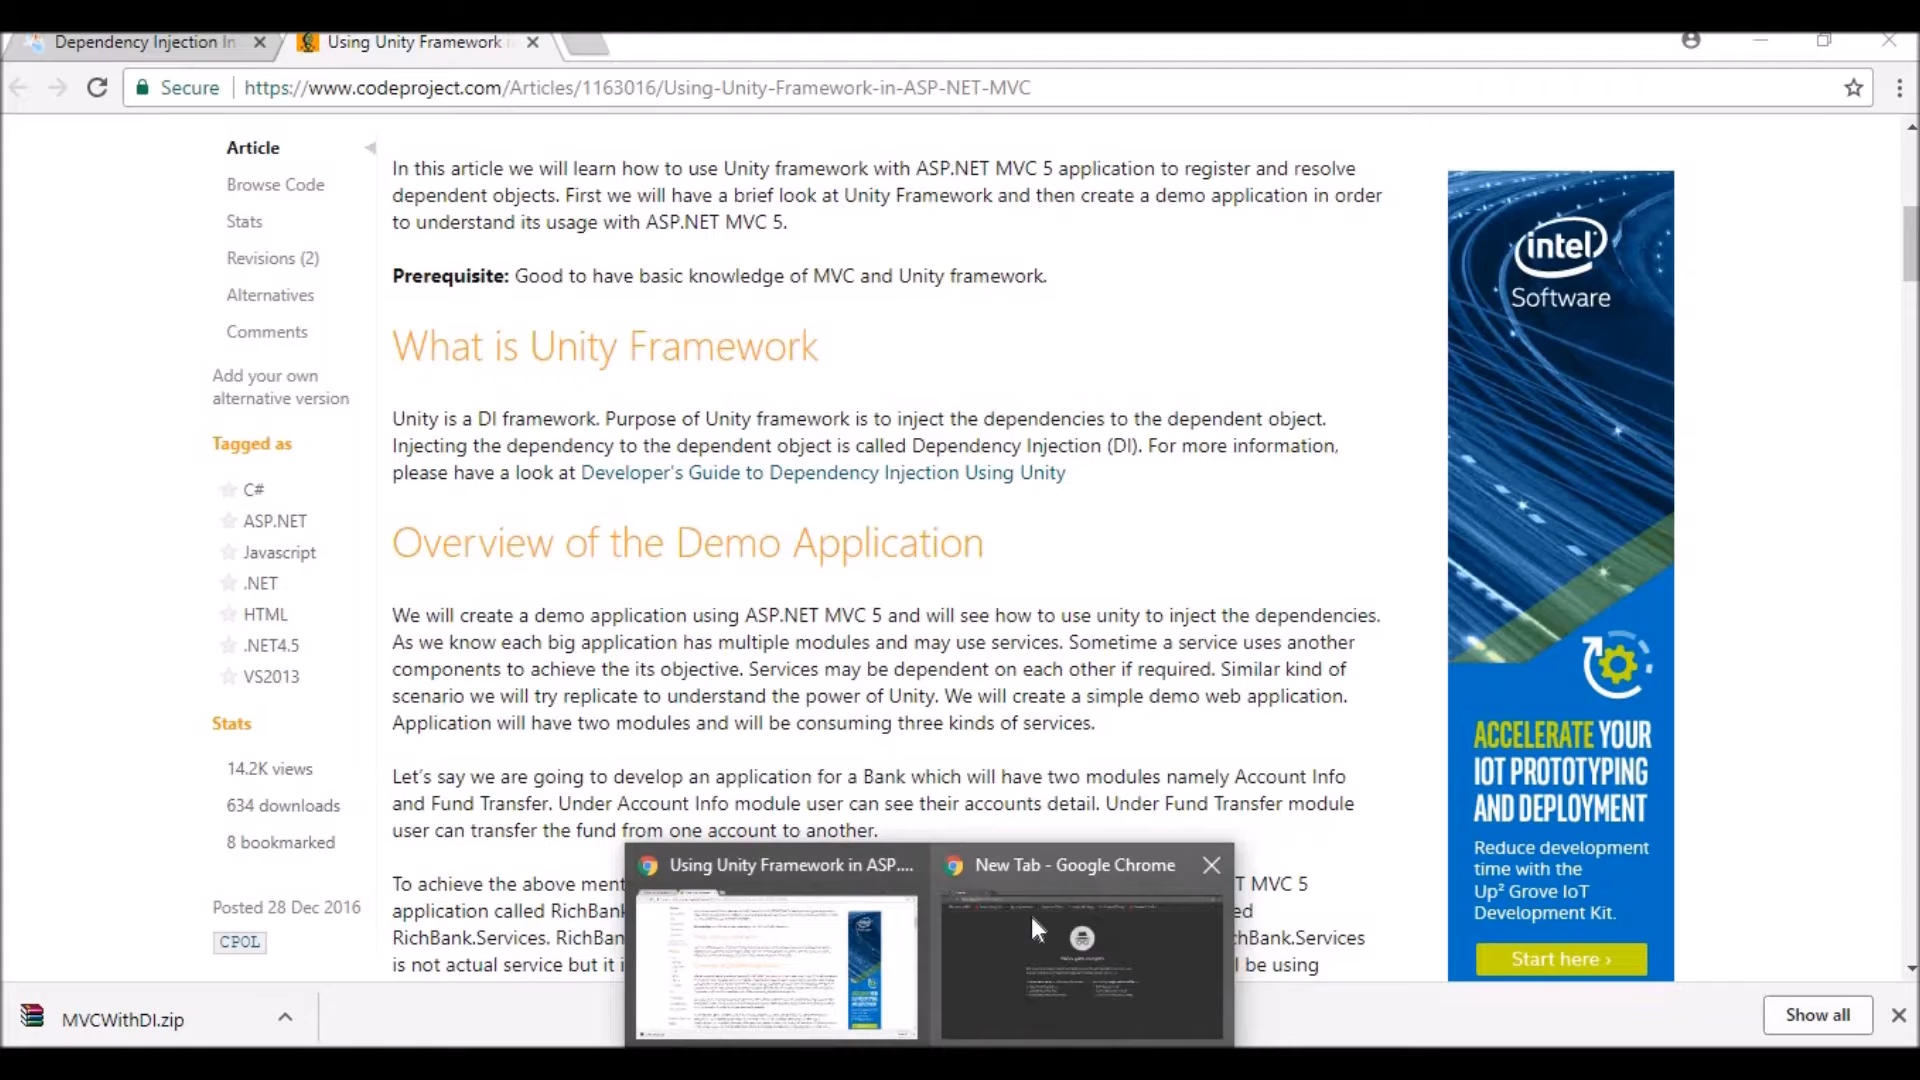 Dependency Injection In
Using Unity Framework in
Secure
https://www.codeproject.com/Articles/1163016/Using-Unity-Framework-in-ASP-NET-MVC
Article
Browse Code
Stats
Revisions (2)
Alternatives
Comments
Add your own
alternative version
Tagged as
C#
ASP.NET
Javascript
.NET
HTML
.NET4.5
VS2013
Stats
14.2K views
634 downloads
8 bookmarked
Posted 28 Dec 2016
CPOL
In this article we will learn how to use Unity framework with ASP.NET MVC 5 application to register and resolve
dependent objects. First we will have a brief look at Unity Framework and then create a demo application in order
to understand its usage with ASP.NET MVC 5.
Prerequisite: Good to have basic knowledge of MVC and Unity framework.
What is Unity Framework
Unity is a DI framework. Purpose of Unity framework is to inject the dependencies to the dependent object.
Injecting the dependency to the dependent object is called Dependency Injection (DI). For more information,
please have a look at Developer's Guide to Dependency Injection Using Unity
Overview of the Demo Application
We will create a demo application using ASP.NET MVC 5 and will see how to use unity to inject the dependencies.
As we know each big application has multiple modules and may use services. Sometime a service uses another
components to achieve the its objective. Services may be dependent on each other if required. Similar kind of
scenario we will try replicate to understand the power of Unity. We will create a simple demo web application.
Application will have two modules and will be consuming three kinds of services.
Let's say we are going to develop an application for a Bank which will have two modules namely Account Info
and Fund Transfer. Under Account Info module user can see their accounts detail. Under Fund Transfer module
user can transfer the fund from one account to another.
To achieve the above ment T MVC 5
application called RichBank ed
RichBank.Services. RichBan hBank.Services
is not actual service but it i l be using
intel
Software
ACCELERATE YOUR
IOT PROTOTYPING
AND DEPLOYMENT
Reduce development
time with the
Up² Grove IoT
Development Kit.
Start here ›
Using Unity Framework in ASP....
New Tab - Google Chrome
MVCWithDI.zip
Show all